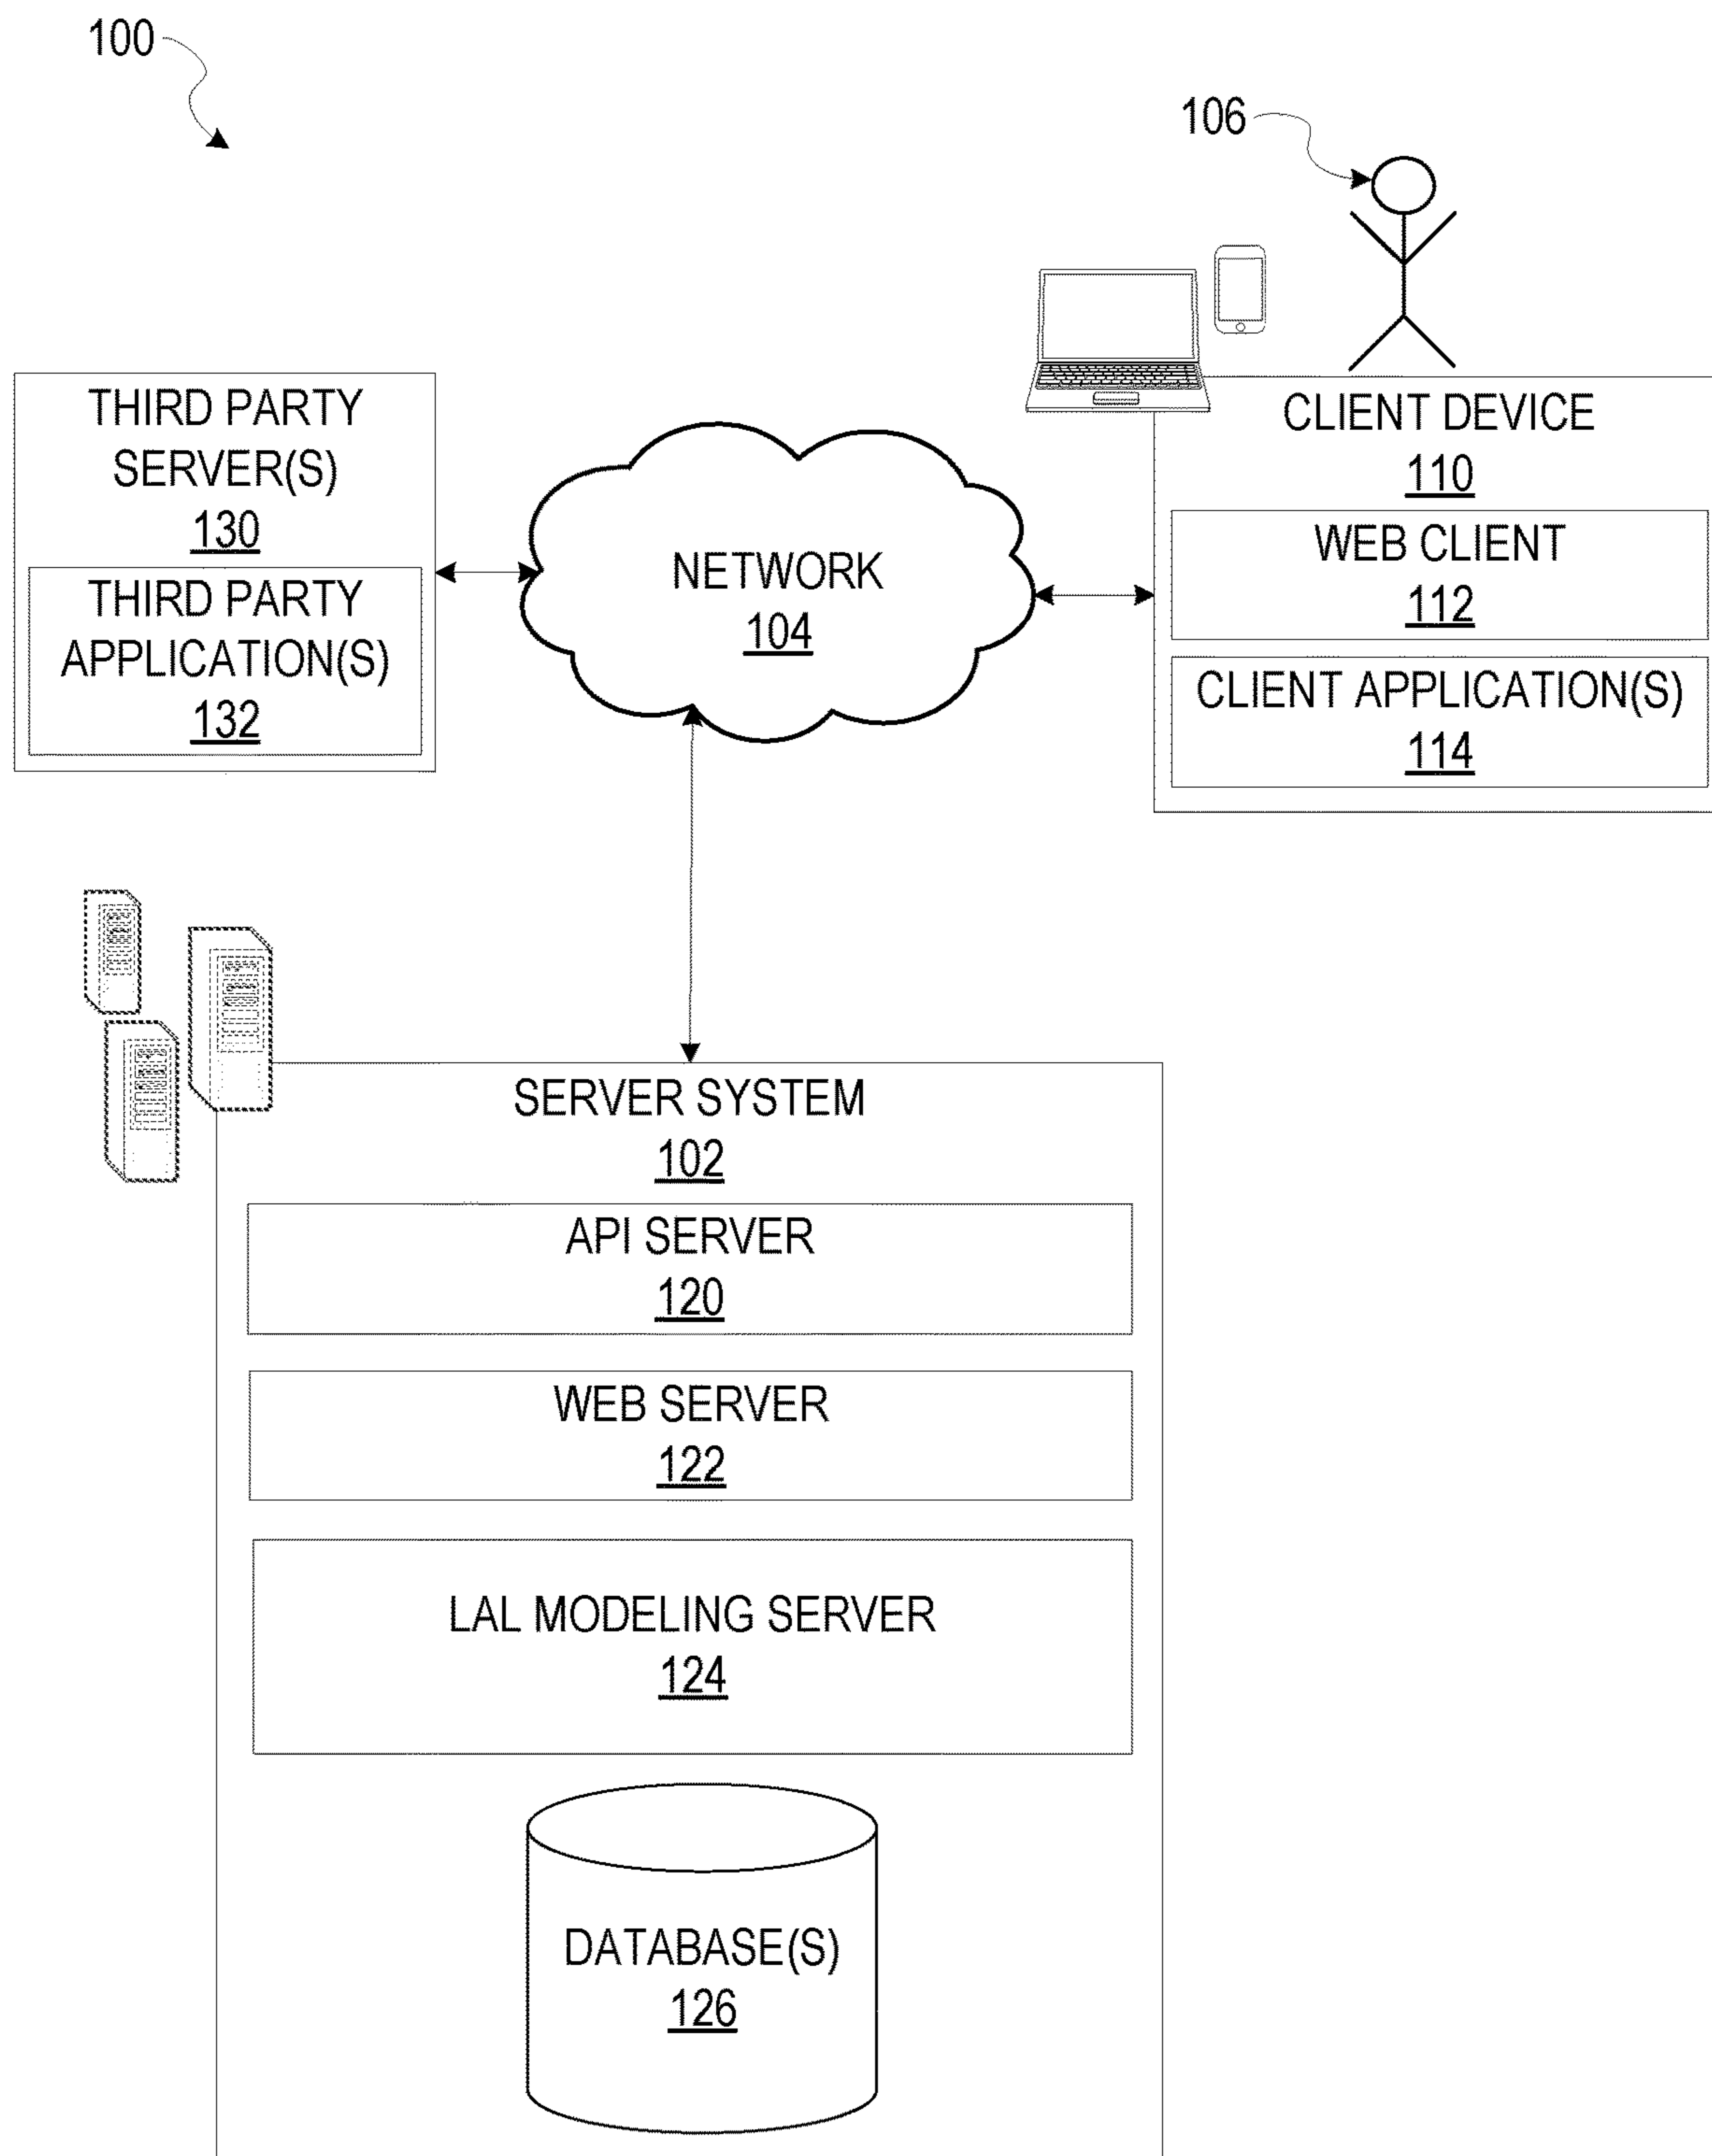 100
106
THIRD PARTY
SERVER(S)
130
THIRD PARTY
APPLICATION(S)
132
NETWORK
104
CLIENT DEVICE
110
WEB CLIENT
112
CLIENT APPLICATION(S)
114
SERVER SYSTEM
102
API SERVER
120
WEB SERVER
122
LAL MODELING SERVER
124
DATABASE(S)
126